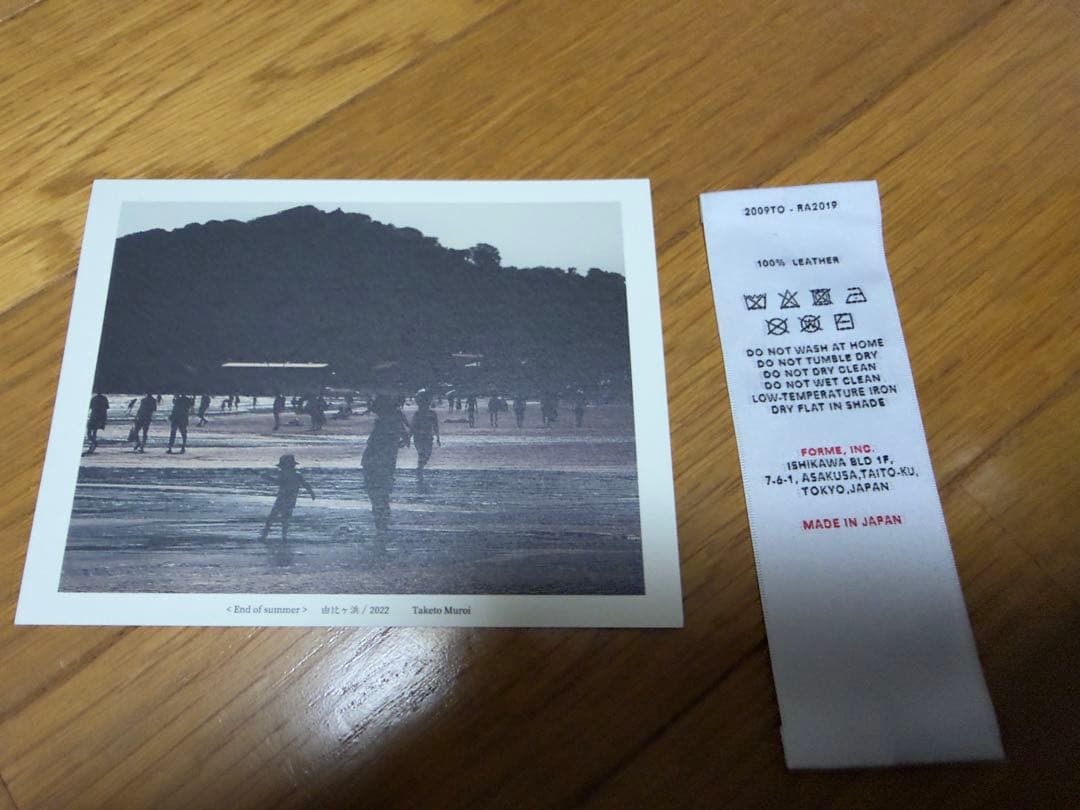 < End of summer > 由比ヶ浜 / 2022 Taketo Muroi
2009TO - RA2019
100% LEATHER
DO NOT WASH AT HOME
DO NOT TUMBLE DRY
DO NOT DRY CLEAN
DO NOT WET CLEAN
LOW-TEMPERATURE IRON
DRY FLAT IN SHADE
FORME, INC.
ISHIKAWA BLD 1F,
7-6-1, ASAKUSA,TAITO-KU,
TOKYO,JAPAN
MADE IN JAPAN